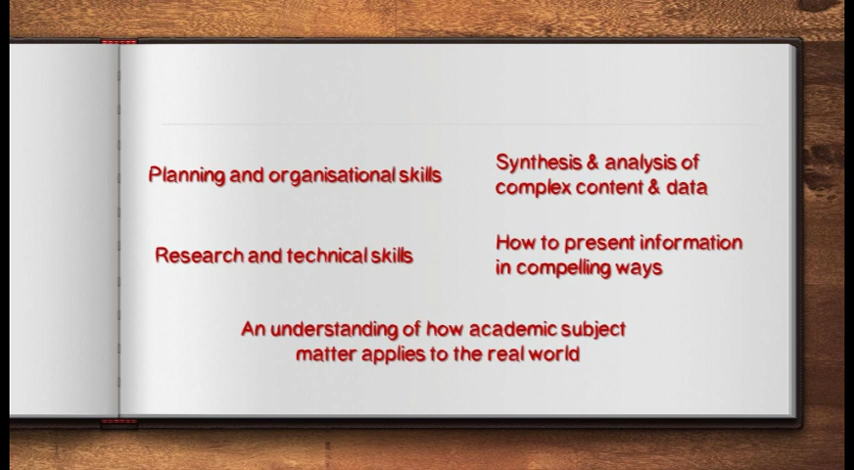 Planning and organisational skills
Synthesis & analysis of
complex content & data
Research and technical skills
How to present information
in compelling ways
An understanding of how academic subject
matter applies to the real world